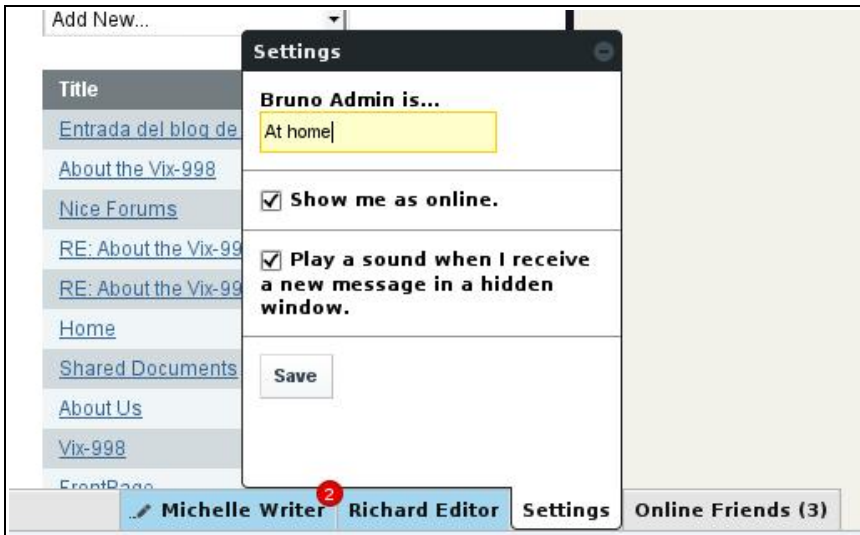 Add New...
Settings
Title
Bruno Admin is...
At home
Entrada del blog de
About the Vix-998
Show me as online.
Nice Forums
RE: About the Vix-99
Play a sound when I receive
a new message in a hidden
window.
RE: About the Vix-99
Home
Shared Documents
Save
About Us
Vix-998
FrontPage
2
Michelle Writer
Richard Editor
Settings
Online Friends (3)